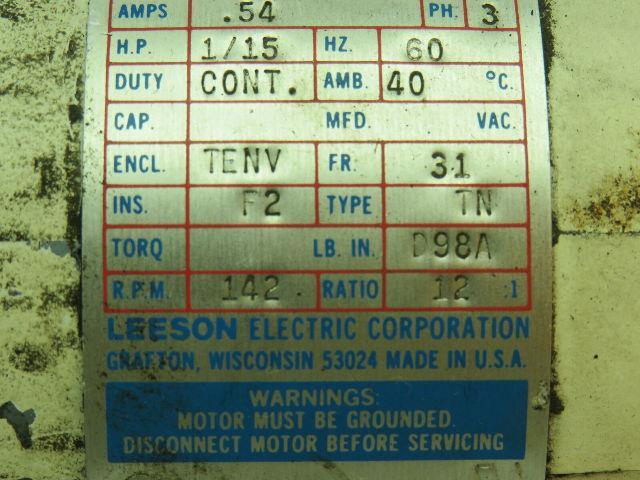 AMPS .54 PH. 3
H.P. 1/15 HZ. 60
DUTY CONT. AMB. 40 °C.
CAP. MFD. VAC.
ENCL. TENV FR. 31
INS. F2 TYPE TN
TORQ LB. IN. D98A
R.P.M. 142 RATIO 12 :1
LEESON ELECTRIC CORPORATION
GRAFTON, WISCONSIN 53024 MADE IN U.S.A.
WARNINGS:
MOTOR MUST BE GROUNDED.
DISCONNECT MOTOR BEFORE SERVICING